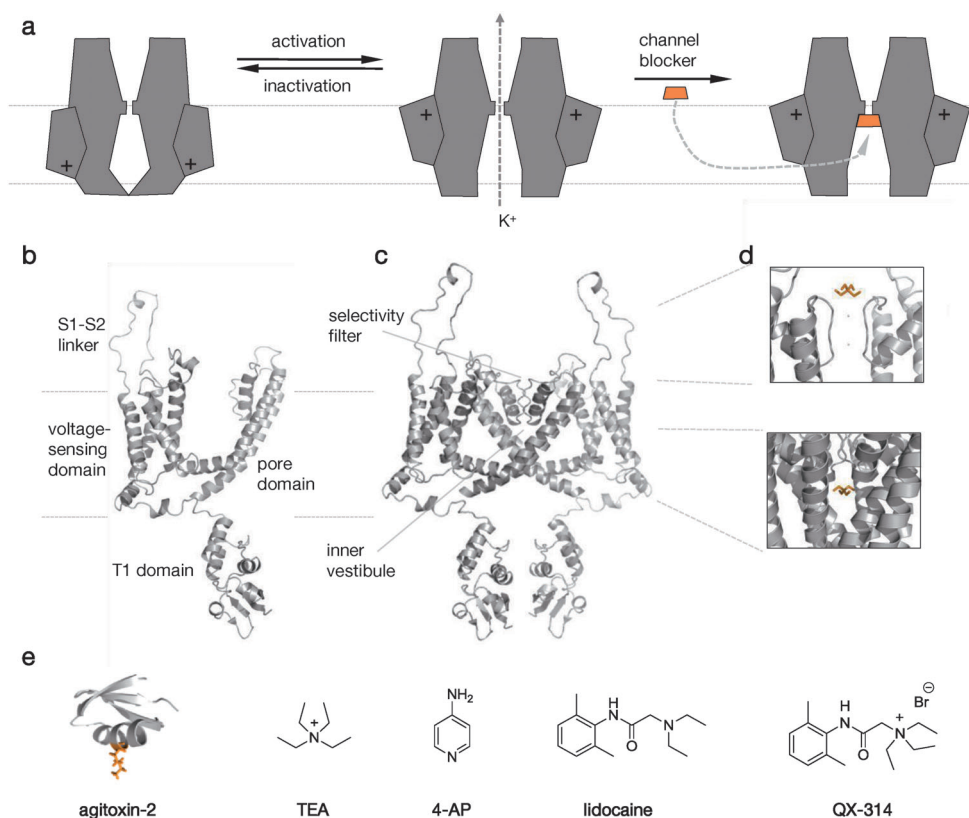 a
activation
inactivation
channel
blocker
+
+
+
+
+
+
K+
b
c
d
S1-S2
linker
selectivity
filter
voltage-
sensing
domain
pore
domain
T1 domain
inner
vestibule
e
+
N
NH2
N
H
N
O
N
H
N
O
+
N
Br
⊖
agitoxin-2
TEA
4-AP
lidocaine
QX-314